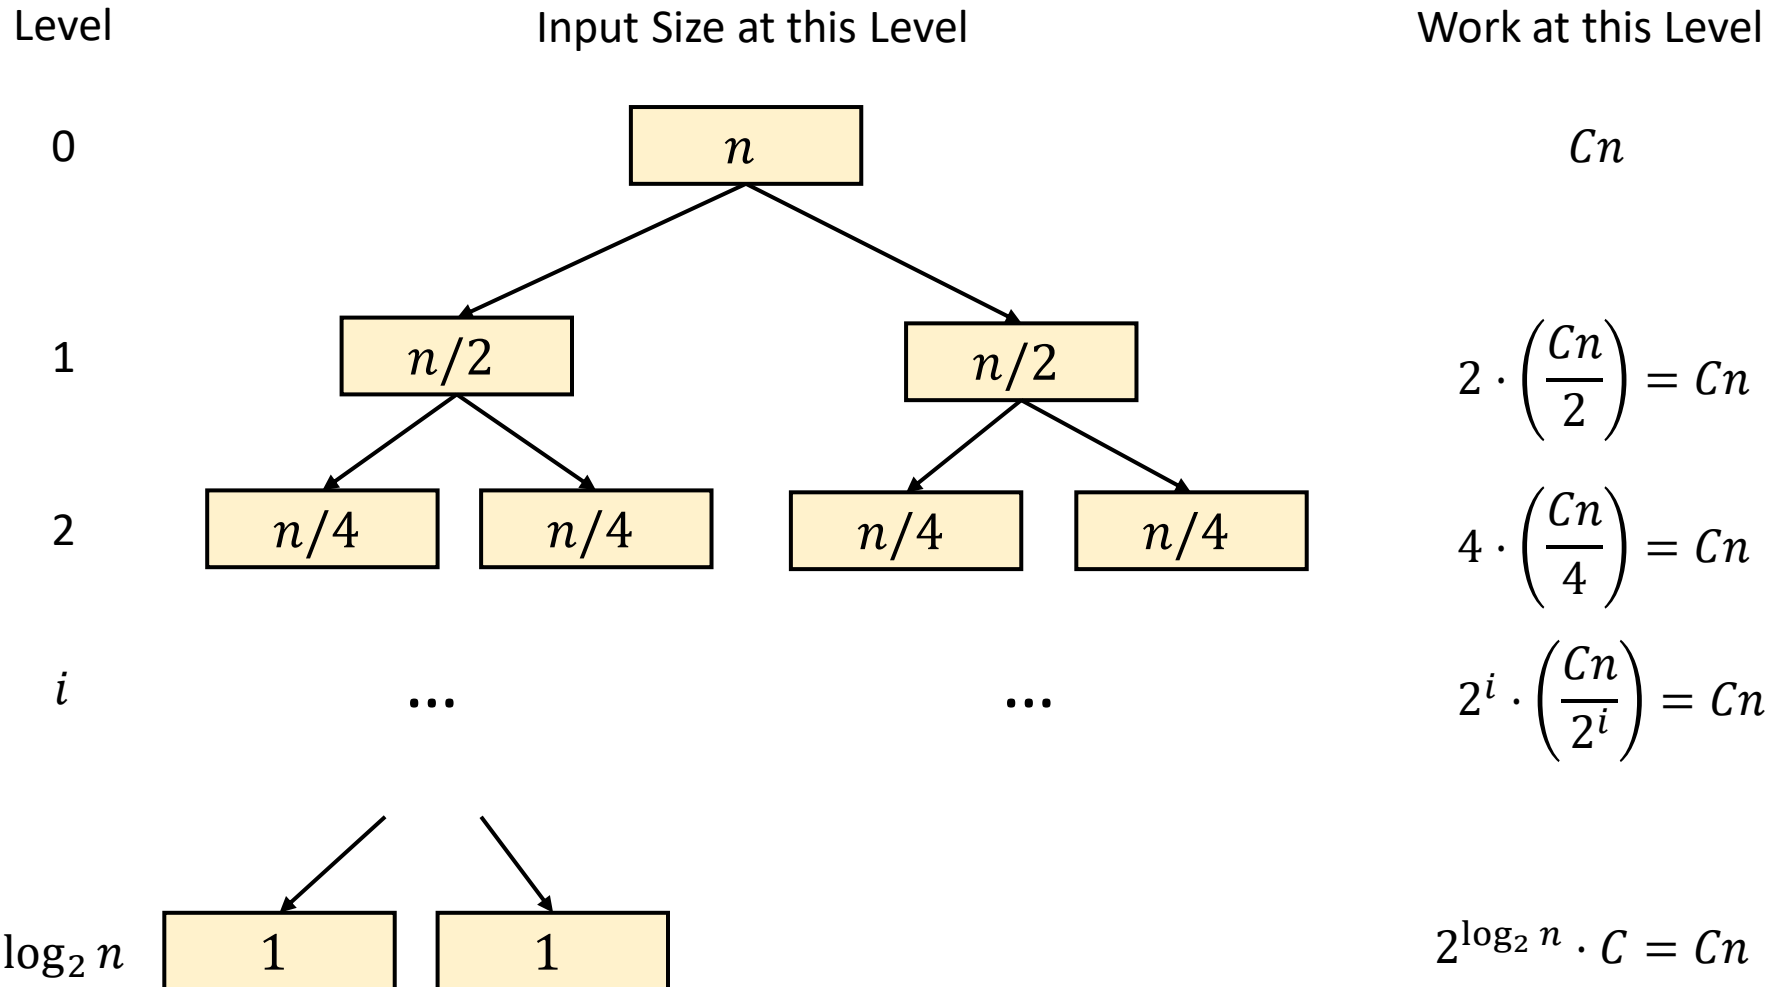 Level Input Size at this Level Work at this Level
0 n Cn
1 n/2 n/2 2 · (Cn/2) = Cn
2 n/4 n/4 n/4 n/4 4 · (Cn/4) = Cn
i ... ... 2^i · (Cn/2^i) = Cn
log₂ n 1 1 2^(log₂ n) · C = Cn